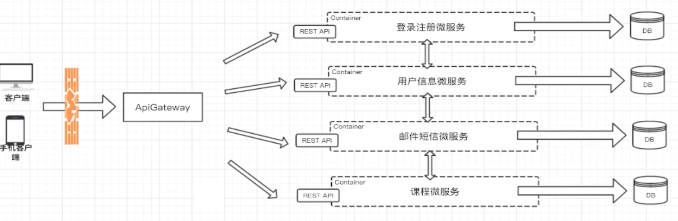 客户端
手机客户
端
ApiGateway
Container
REST API
登录注册微服务
DB
Container
REST API
用户信息微服务
DB
Container
REST API
邮件短信微服务
DB
Container
REST API
课程微服务
DB